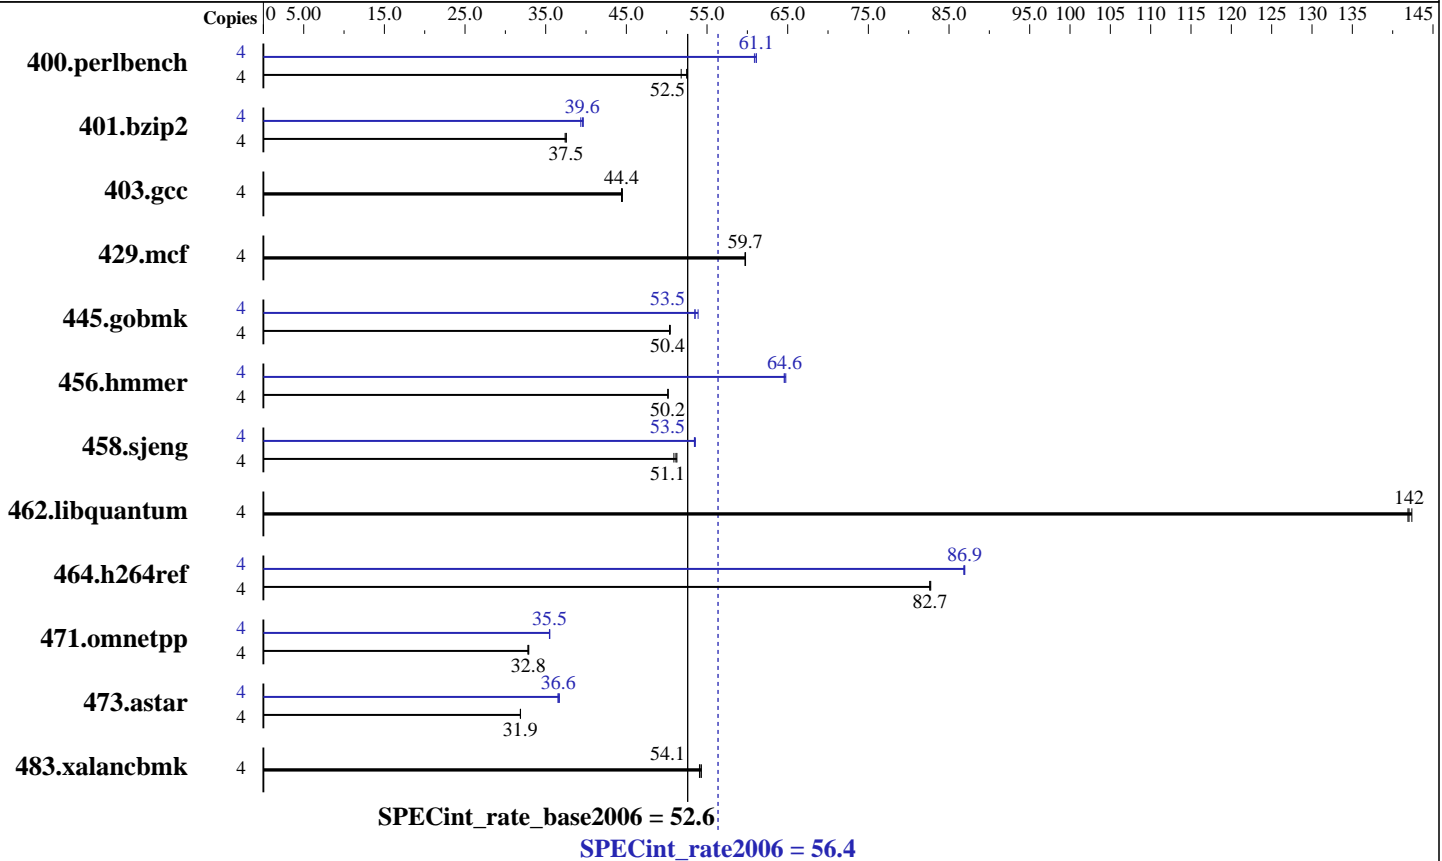 Copies 0 5.00 15.0 25.0 35.0 45.0 55.0 65.0 75.0 85.0 95.0 100 105 110 115 120 125 130 135 145
400.perlbench 4 61.1
4 52.5
401.bzip2 4 39.6
4 37.5
403.gcc 4 44.4
429.mcf 4 59.7
445.gobmk 4 53.5
4 50.4
456.hmmer 4 64.6
4 50.2
458.sjeng 4 53.5
4 51.1
462.libquantum 4 142
464.h264ref 4 86.9
4 82.7
471.omnetpp 4 35.5
4 32.8
473.astar 4 36.6
4 31.9
483.xalancbmk 4 54.1
SPECint_rate_base2006 = 52.6
SPECint_rate2006 = 56.4